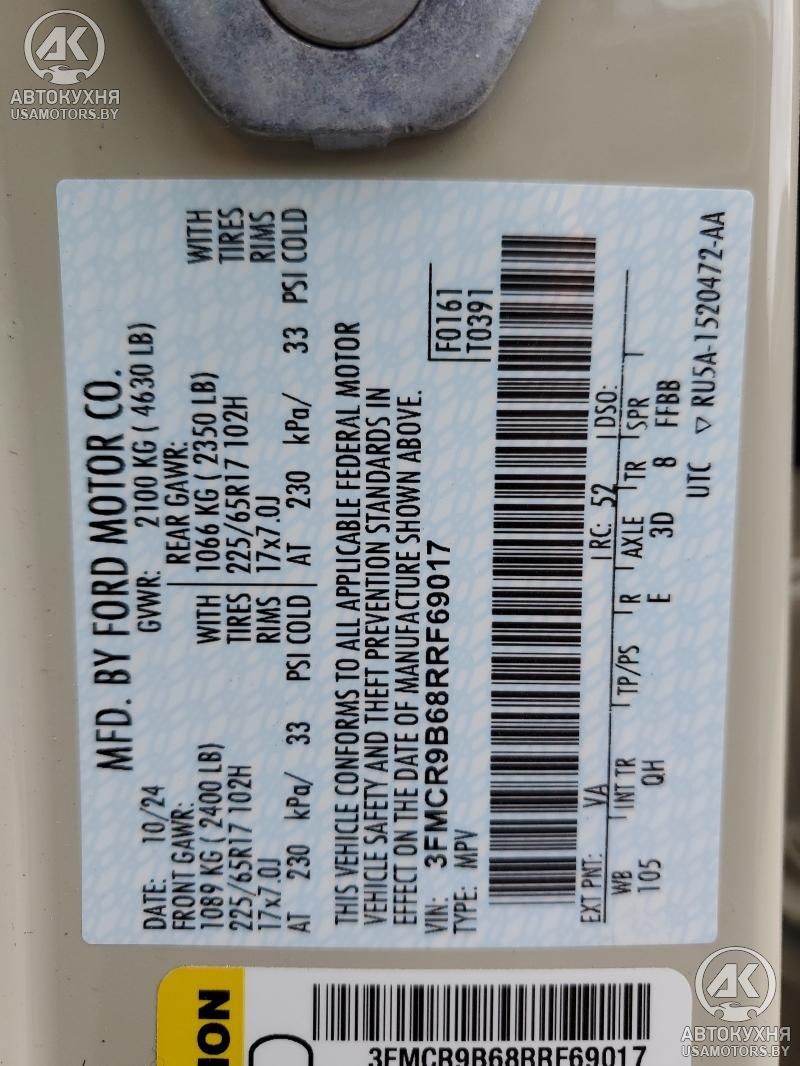 АК
АВТОКУХНЯ
USAMOTORS.BY
MFD. BY FORD MOTOR CO.
DATE: 10/24 GVWR: 2100 KG ( 4630 LB)
FRONT GAWR: REAR GAWR:
1089 KG ( 2400 LB) WITH 1066 KG ( 2350 LB) WITH
225/65R17 102H TIRES 225/65R17 102H TIRES
17x7.0J RIMS 17x7.0J RIMS
AT 230 kPa/ 33 PSI COLD AT 230 kPa/ 33 PSI COLD
THIS VEHICLE CONFORMS TO ALL APPLICABLE FEDERAL MOTOR
VEHICLE SAFETY AND THEFT PREVENTION STANDARDS IN
EFFECT ON THE DATE OF MANUFACTURE SHOWN ABOVE.
VIN: 3FMCR9B68RRF69017 F0161
TYPE: MPV T0391
EXT PNT: VA RC: 52 DSO:
WB INT TR TP/PS R AXLE TR SPR
105 QH E 3D 8 FFBB
UTC ▽ RU5A-1520472-AA
ION
3FMCR9B68RRF69017
АК
АВТОКУХНЯ
USAMOTORS.BY